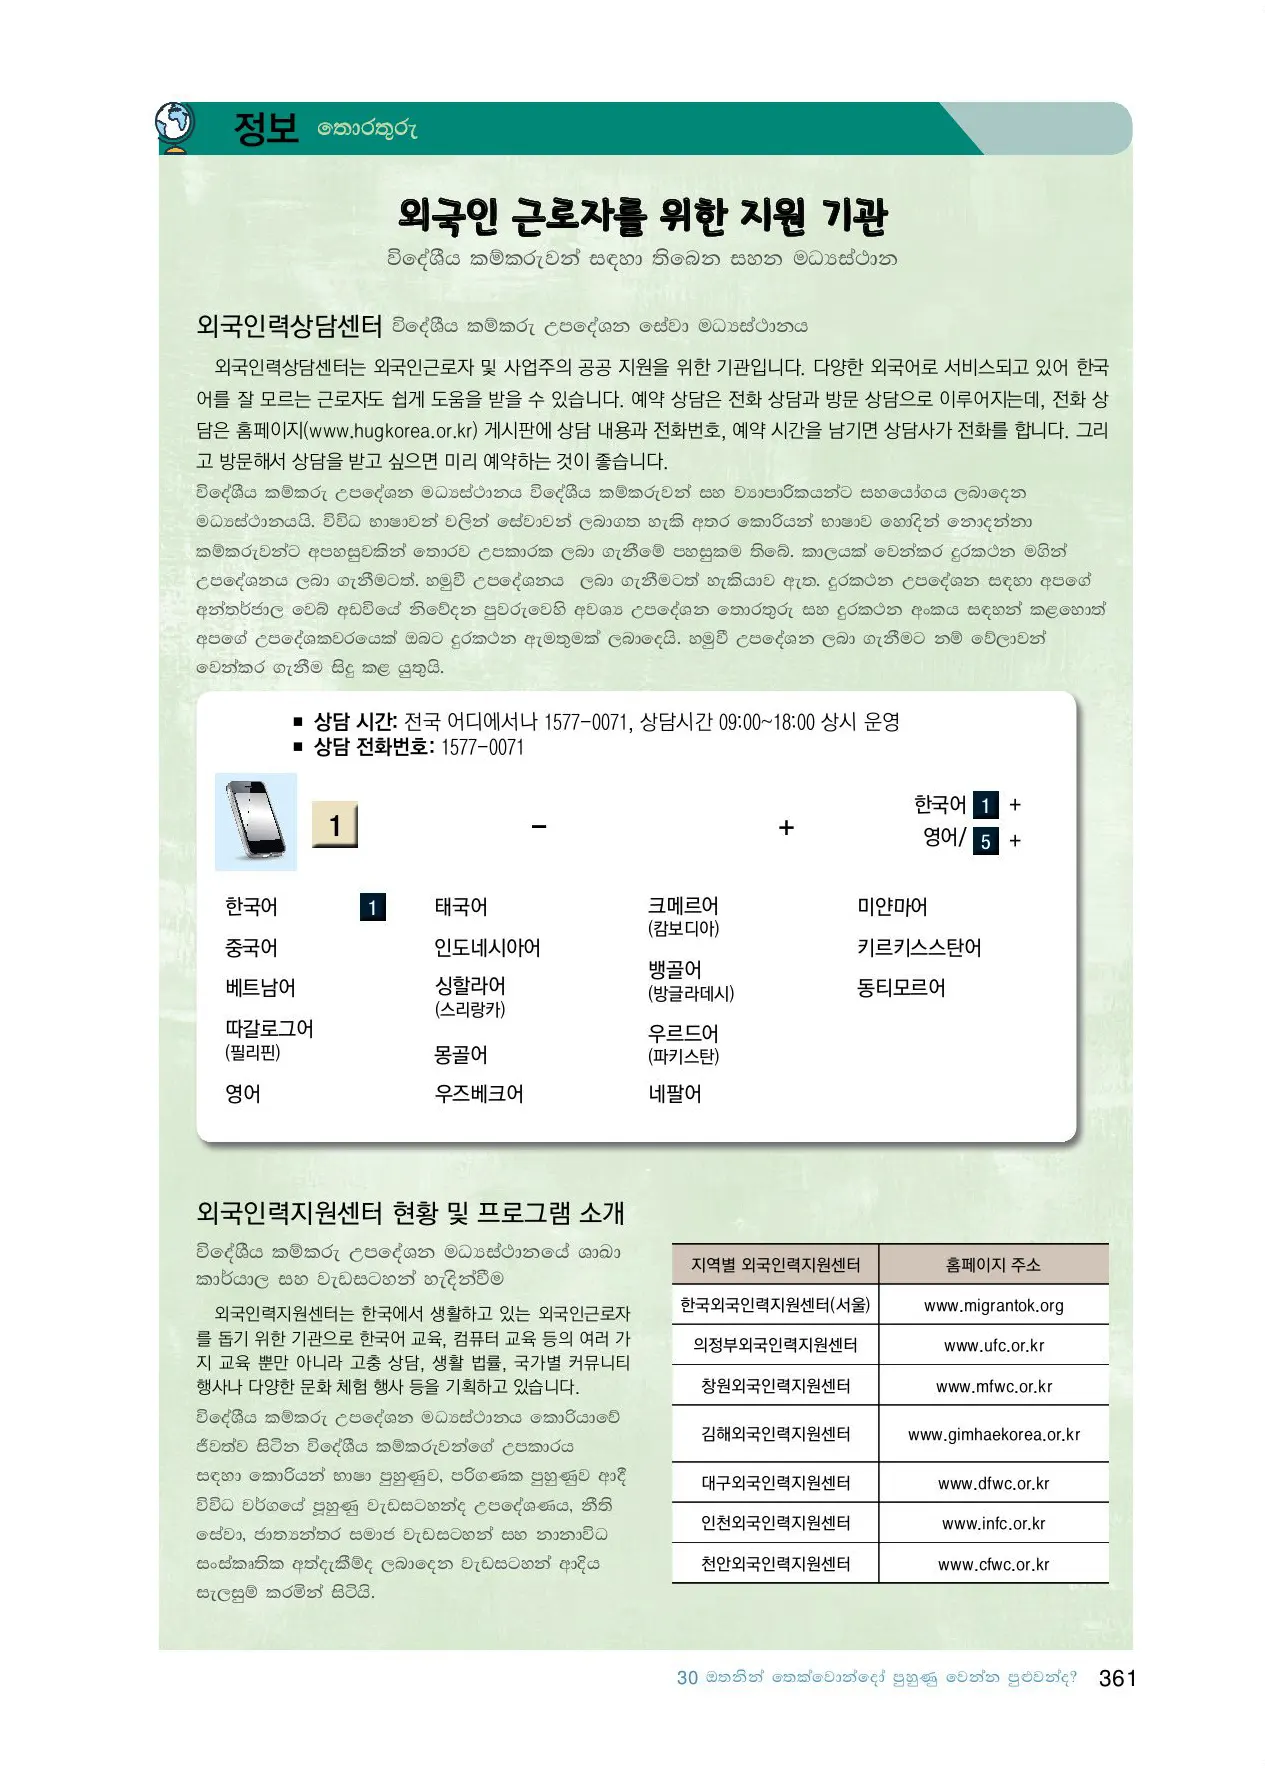 정보 තොරතුරු
외국인 근로자를 위한 지원 기관
විදේශීය කම්කරුවන් සඳහා තිබෙන සහන මධ්‍යස්ථාන
외국인력상담센터 විදේශීය කම්කරු උපදේශන සේවා මධ්‍යස්ථානය
외국인력상담센터는 외국인근로자 및 사업주의 공공 지원을 위한 기관입니다. 다양한 외국어로 서비스되고 있어 한국
어를 잘 모르는 근로자도 쉽게 도움을 받을 수 있습니다. 예약 상담은 전화 상담과 방문 상담으로 이루어지는데, 전화 상
담은 홈페이지(www.hugkorea.or.kr) 게시판에 상담 내용과 전화번호, 예약 시간을 남기면 상담사가 전화를 합니다. 그리
고 방문해서 상담을 받고 싶으면 미리 예약하는 것이 좋습니다.
විදේශීය කම්කරු උපදේශන මධ්‍යස්ථානය විදේශීය කම්කරුවන් සහ ව්‍යාපාරිකයන්ට සහයෝගය ලබාදෙන
මධ්‍යස්ථානයයි. විවිධ භාෂාවන් වලින් සේවාවන් ලබාගත හැකි අතර කොරියන් භාෂාව හොඳින් නොදන්නා
කම්කරුවන්ට අපහසුවකින් තොරව උපකාරක ලබා ගැනීමේ පහසුකම තිබේ. කාලයක් වෙන්කර දුරකථන මගින්
උපදේශනය ලබා ගැනීමටත්. හමුවී උපදේශනය ලබා ගැනීමටත් හැකියාව ඇත. දුරකථන උපදේශන සඳහා අපගේ
අන්තර්ජාල වෙබ් අඩවියේ නිවේදන පුවරුවෙහි අවශ්‍ය උපදේශන තොරතුරු සහ දුරකථන අංකය සඳහන් කළහොත්
අපගේ උපදේශකවරයෙක් ඔබට දුරකථන ඇමතුමක් ලබාදෙයි. හමුවී උපදේශන ලබා ගැනීමට නම් වේලාවන්
වෙන්කර ගැනීම සිදු කළ යුතුයි.
■ 상담 시간: 전국 어디에서나 1577-0071, 상담시간 09:00~18:00 상시 운영
■ 상담 전화번호: 1577-0071
1 - + 한국어 1 +
영어/ 5 +
한국어 1 태국어 크메르어 미얀마어
(캄보디아)
중국어 인도네시아어 키르키스스탄어
뱅골어
베트남어 싱할라어 (방글라데시) 동티모르어
(스리랑카)
따갈로그어 우르드어
(필리핀) 몽골어 (파키스탄)
영어 우즈베크어 네팔어
외국인력지원센터 현황 및 프로그램 소개
විදේශීය කම්කරු උපදේශන මධ්‍යස්ථානයේ ශාඛා
කාර්යාල සහ වැඩසටහන් හැඳින්වීම
외국인력지원센터는 한국에서 생활하고 있는 외국인근로자
를 돕기 위한 기관으로 한국어 교육, 컴퓨터 교육 등의 여러 가
지 교육 뿐만 아니라 고충 상담, 생활 법률, 국가별 커뮤니티
행사나 다양한 문화 체험 행사 등을 기획하고 있습니다.
විදේශීය කම්කරු උපදේශන මධ්‍යස්ථානය කොරියාවේ
ජීවත්ව සිටින විදේශීය කම්කරුවන්ගේ උපකාරය
සඳහා කොරියන් භාෂා පුහුණුව, පරිගණක පුහුණුව ආදී
විවිධ වර්ගයේ පුහුණු වැඩසටහන්ද උපදේශණය, නීති
සේවා, ජාත්‍යන්තර සමාජ වැඩසටහන් සහ නානාවිධ
සංස්කෘතික අත්දැකීම්ද ලබාදෙන වැඩසටහන් ආදිය
සැලසුම් කරමින් සිටියි.
지역별 외국인력지원센터 홈페이지 주소
한국외국인력지원센터(서울) www.migrantok.org
의정부외국인력지원센터 www.ufc.or.kr
창원외국인력지원센터 www.mfwc.or.kr
김해외국인력지원센터 www.gimhaekorea.or.kr
대구외국인력지원센터 www.dfwc.or.kr
인천외국인력지원센터 www.infc.or.kr
천안외국인력지원센터 www.cfwc.or.kr
30 ඔතනින් තෙක්වොන්දෝ පුහුණු වෙන්න පුළුවන්ද? 361